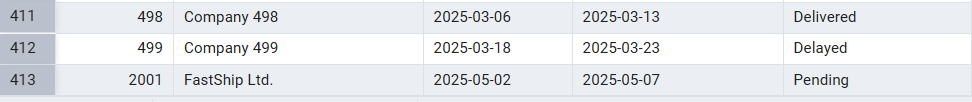 411 498 Company 498 2025-03-06 2025-03-13 Delivered
412 499 Company 499 2025-03-18 2025-03-23 Delayed
413 2001 FastShip Ltd. 2025-05-02 2025-05-07 Pending